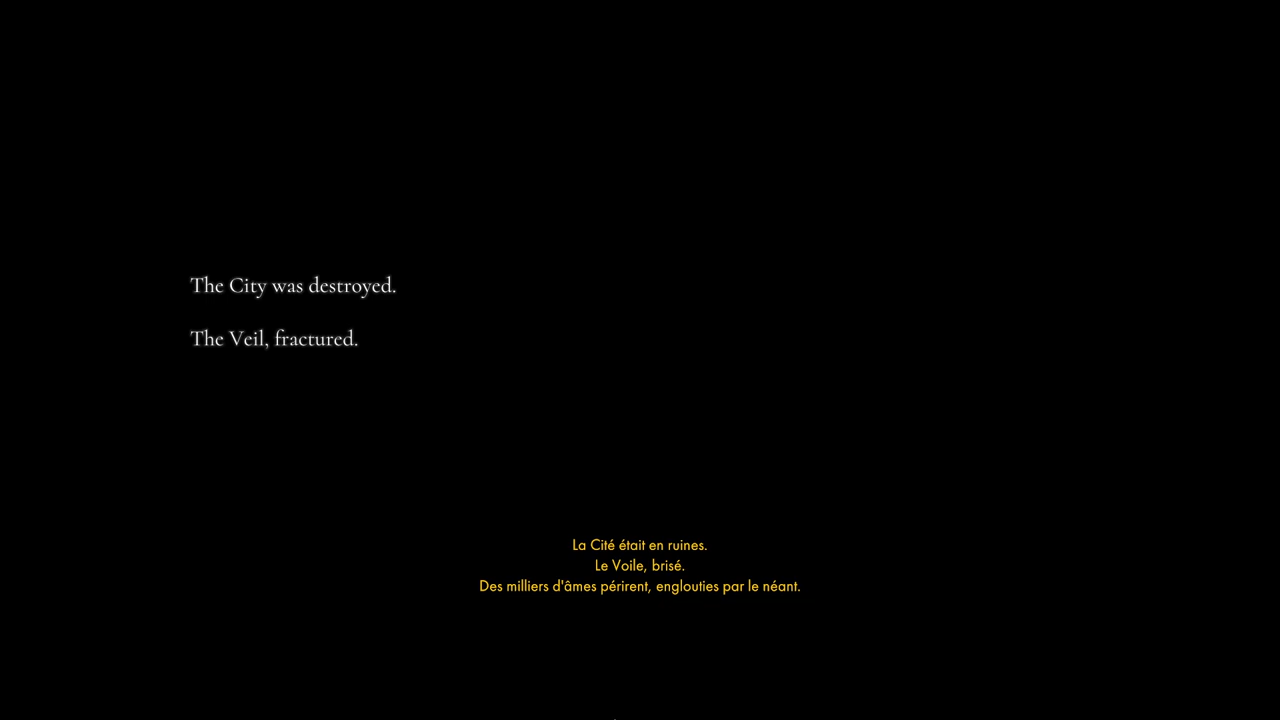 The City was destroyed.
The Veil, fractured.
La Cité était en ruines.
Le Voile, brisé.
Des milliers d'âmes périrent, englouties par le néant.